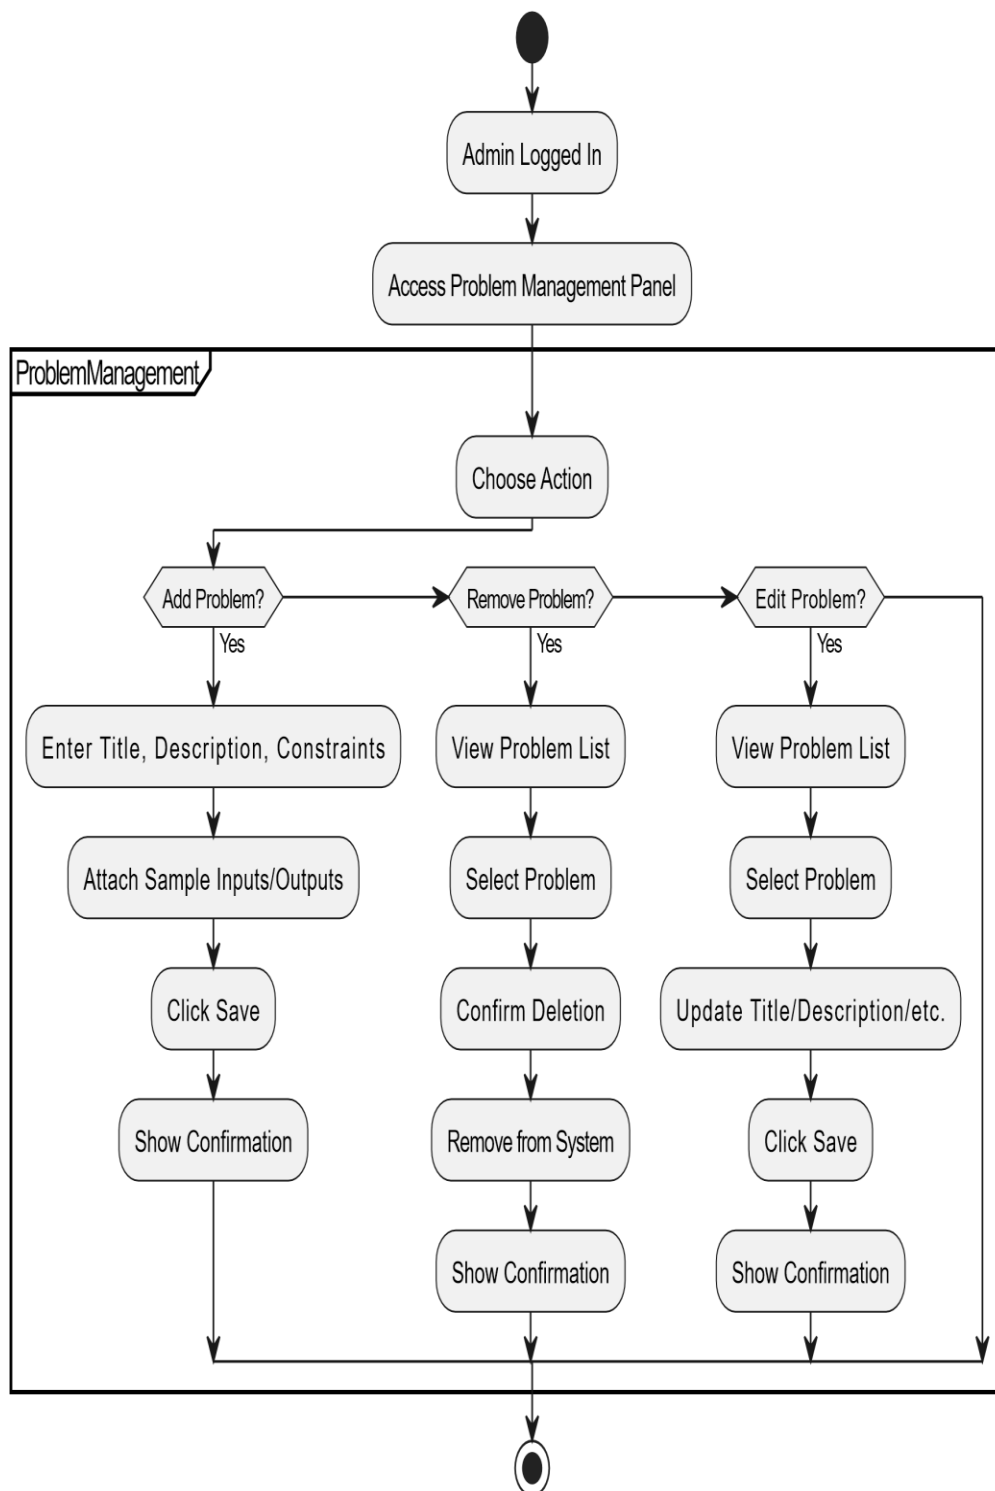 Admin Logged In
Access Problem Management Panel
ProblemManagement
Choose Action
Add Problem?
Remove Problem?
Edit Problem?
Yes
Yes
Yes
Enter Title, Description, Constraints
View Problem List
View Problem List
Attach Sample Inputs/Outputs
Select Problem
Select Problem
Click Save
Confirm Deletion
Update Title/Description/etc.
Show Confirmation
Remove from System
Click Save
Show Confirmation
Show Confirmation